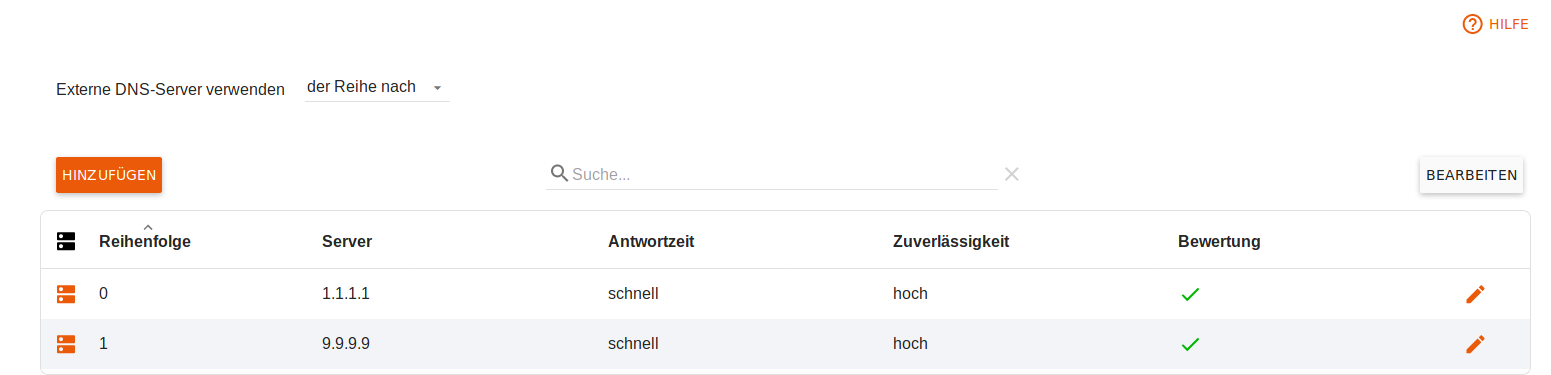 HILFE
Externe DNS-Server verwenden der Reihe nach
HINZUFÜGEN Suche... BEARBEITEN
Reihenfolge Server Antwortzeit Zuverlässigkeit Bewertung
0 1.1.1.1 schnell hoch
1 9.9.9.9 schnell hoch